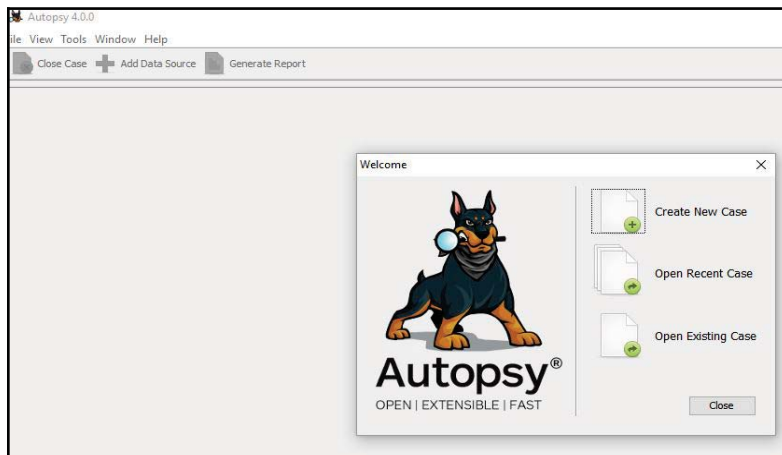 Autopsy 4.0.0
ile View Tools Window Help
Close Case Add Data Source Generate Report
Welcome
Create New Case
Open Recent Case
Open Existing Case
Autopsy®
OPEN | EXTENSIBLE | FAST
Close